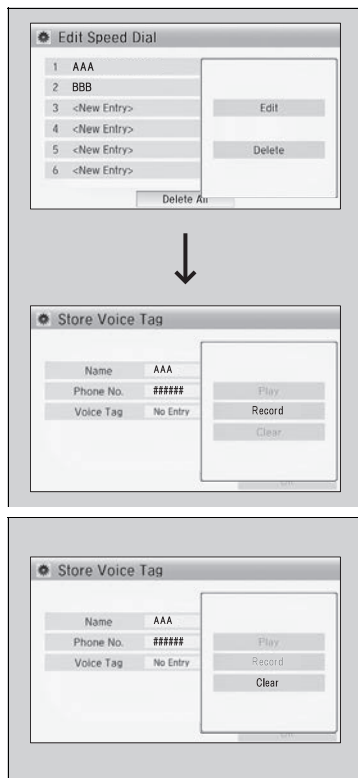 Edit Speed Dial
1 AAA
2 BBB
3 <New Entry>
4 <New Entry>
5 <New Entry>
6 <New Entry>
Edit
Delete
Delete All
Store Voice Tag
Name AAA
Phone No. ######
Voice Tag No Entry
Play
Record
Clear
OK
Store Voice Tag
Name AAA
Phone No. ######
Voice Tag No Entry
Play
Record
Clear
OK